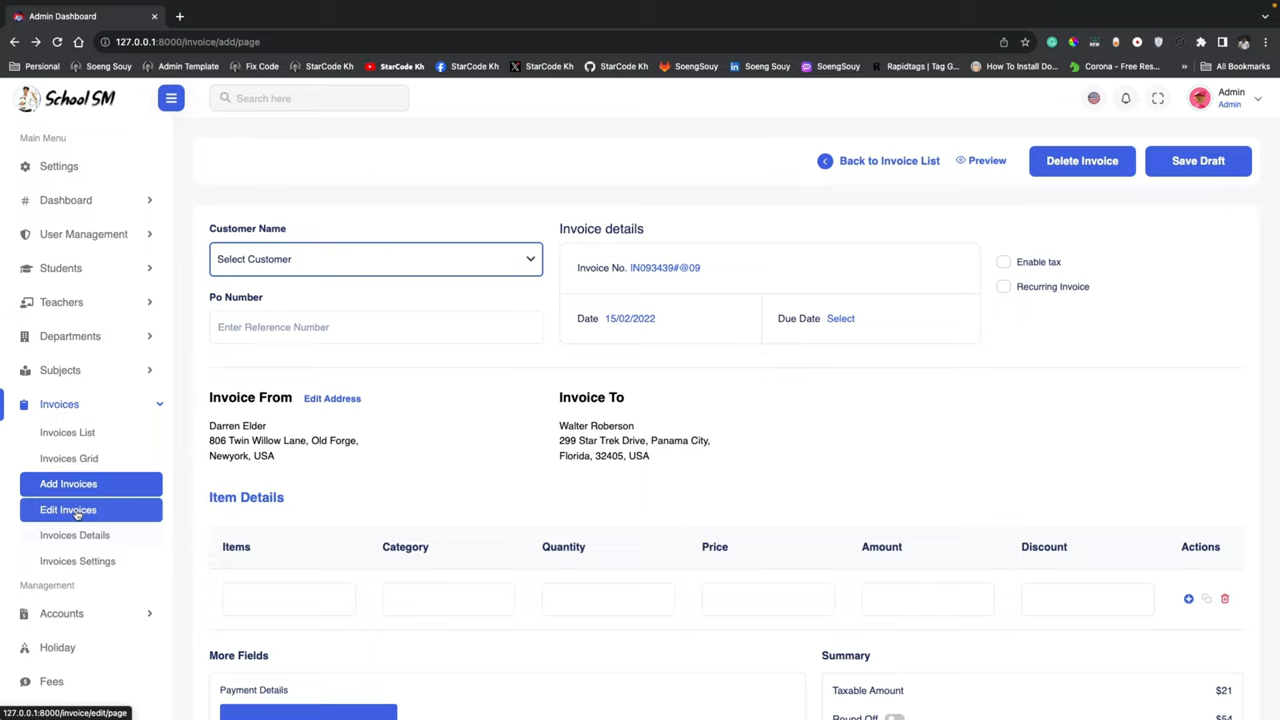 Admin Dashboard
127.0.0.1:8000/invoice/add/page
Personal
Soeng Souy
Admin Template
Fix Code
StarCode Kh
StarCode Kh
StarCode Kh
StarCode Kh
StarCode Kh
SoengSouy
Soeng Souy
SoengSouy
Rapidtags | Tag G...
How To Install Do...
Corona - Free Res...
All Bookmarks
School SM
Search here
Admin
Admin
Main Menu
Settings
Dashboard
User Management
Students
Teachers
Departments
Subjects
Invoices
Invoices List
Invoices Grid
Add Invoices
Edit Invoices
Invoices Details
Invoices Settings
Management
Accounts
Holiday
Fees
127.0.0.1:8000/invoice/edit/page
Back to Invoice List
Preview
Delete Invoice
Save Draft
Customer Name
Select Customer
Po Number
Enter Reference Number
Invoice details
Invoice No. IN093439#@09
Date 15/02/2022
Due Date Select
Enable tax
Recurring Invoice
Invoice From Edit Address
Darren Elder
806 Twin Willow Lane, Old Forge,
Newyork, USA
Invoice To
Walter Roberson
299 Star Trek Drive, Panama City,
Florida, 32405, USA
Item Details
Items Category Quantity Price Amount Discount Actions
More Fields
Payment Details
Summary
Taxable Amount $21
Round Off $54